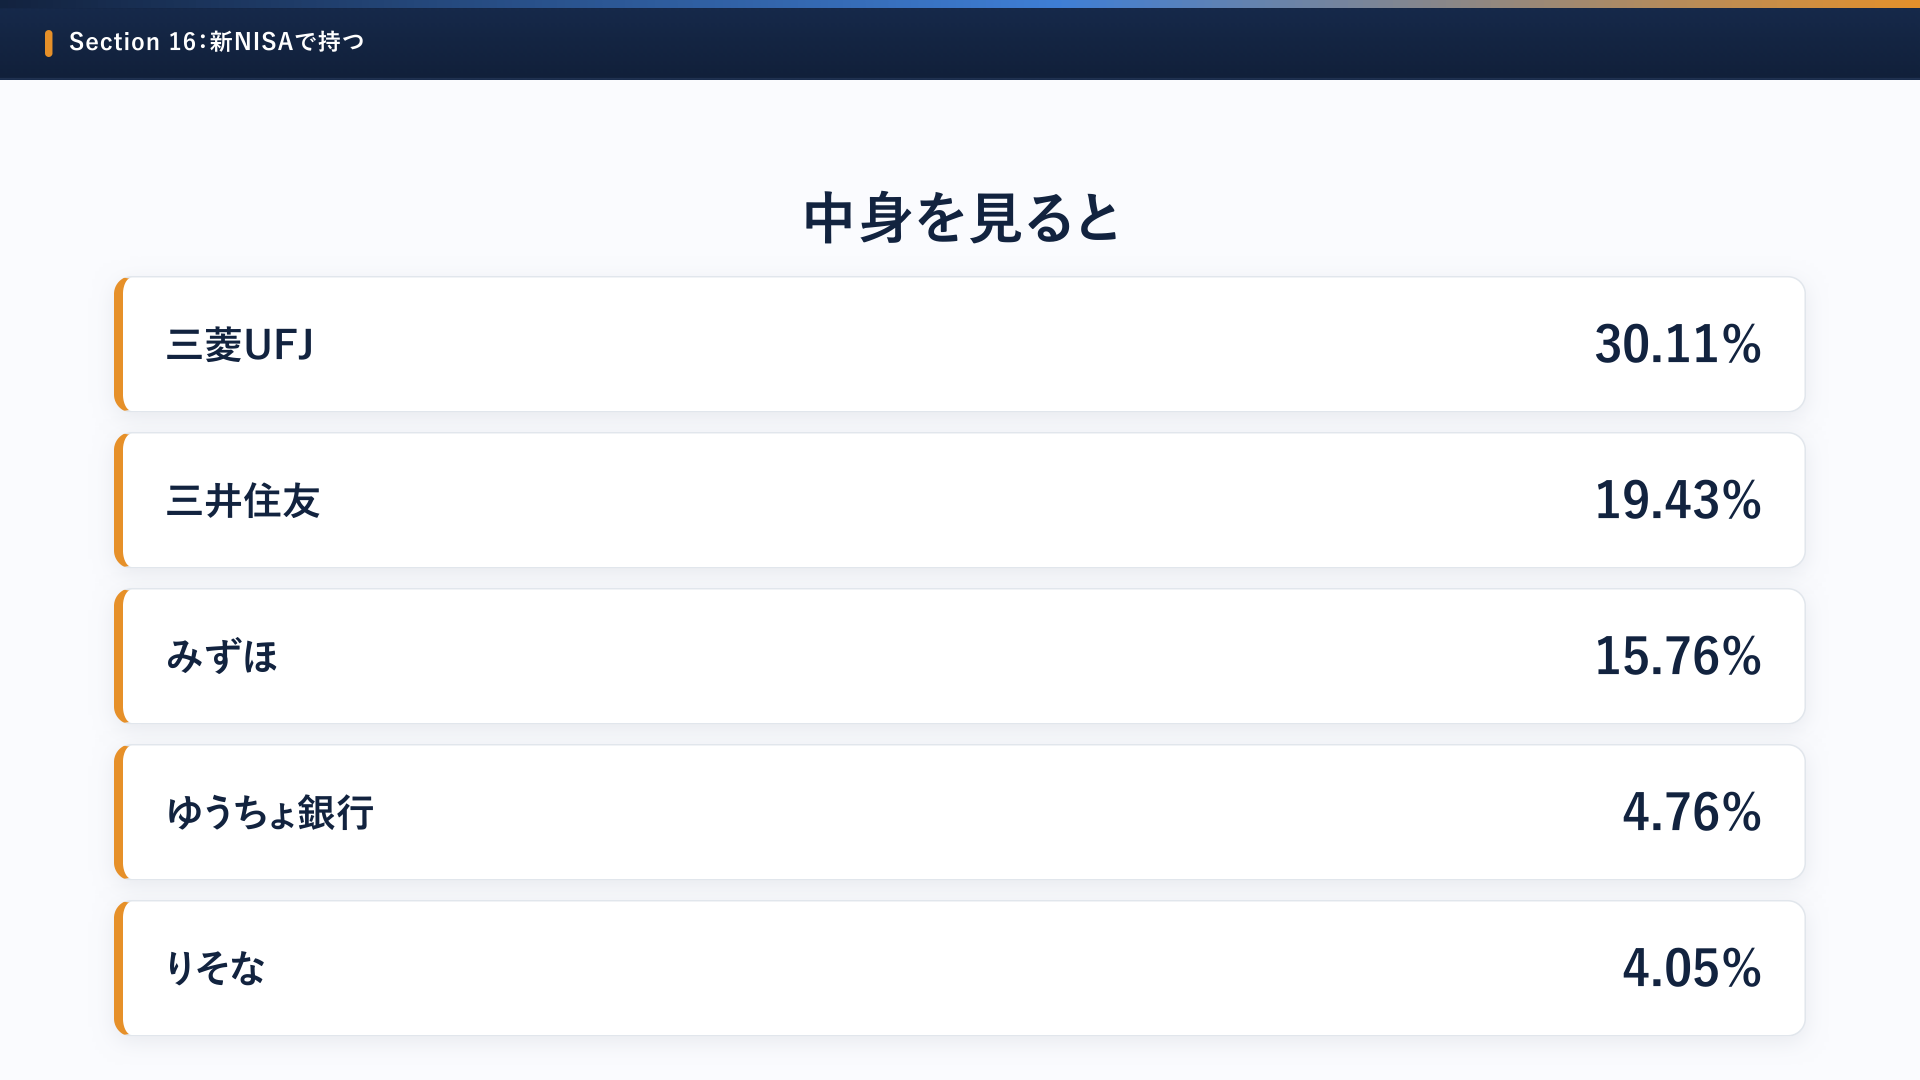 Section 16：新NISAで持つ
中身を見ると
三菱UFJ
30.11%
三井住友
19.43%
みずほ
15.76%
ゆうちょ銀行
4.76%
りそな
4.05%